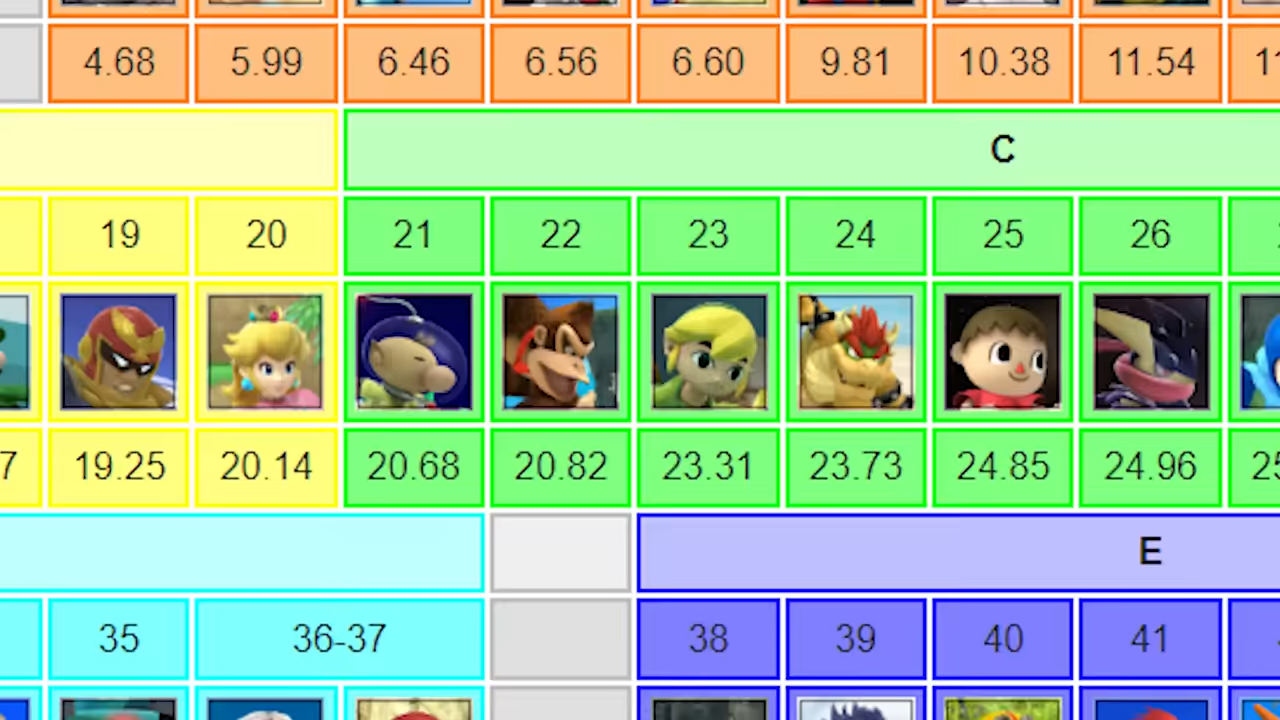 4.68 5.99 6.46 6.56 6.60 9.81 10.38 11.54
C
19 20 21 22 23 24 25 26
19.25 20.14 20.68 20.82 23.31 23.73 24.85 24.96
E
35 36-37 38 39 40 41